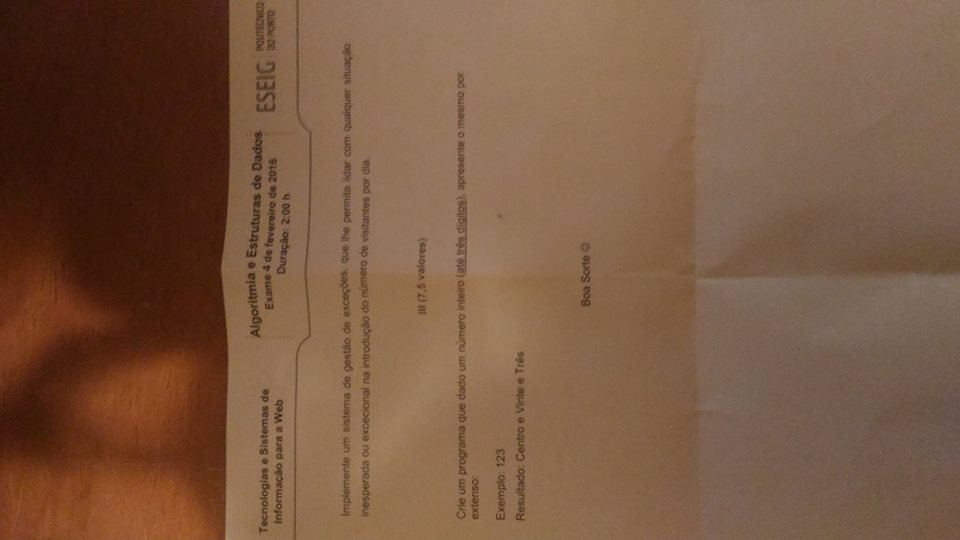 Tecnologias e Sistemas de
Informação para a Web
Algoritmia e Estruturas de Dados
Exame 4 de fevereiro de 2016
Duração: 2:00 h
ESEIG
POLITÉCNICO
DO PORTO
Implemente um sistema de gestão de exceções, que lhe permita lidar com qualquer situação
inesperada ou excecional na introdução do número de visitantes por dia.
III (7,5 valores)
Crie um programa que dado um número inteiro (até três dígitos), apresente o mesmo por
extenso:
Exemplo: 123
Resultado: Centro e Vinte e Três
Boa Sorte ☺